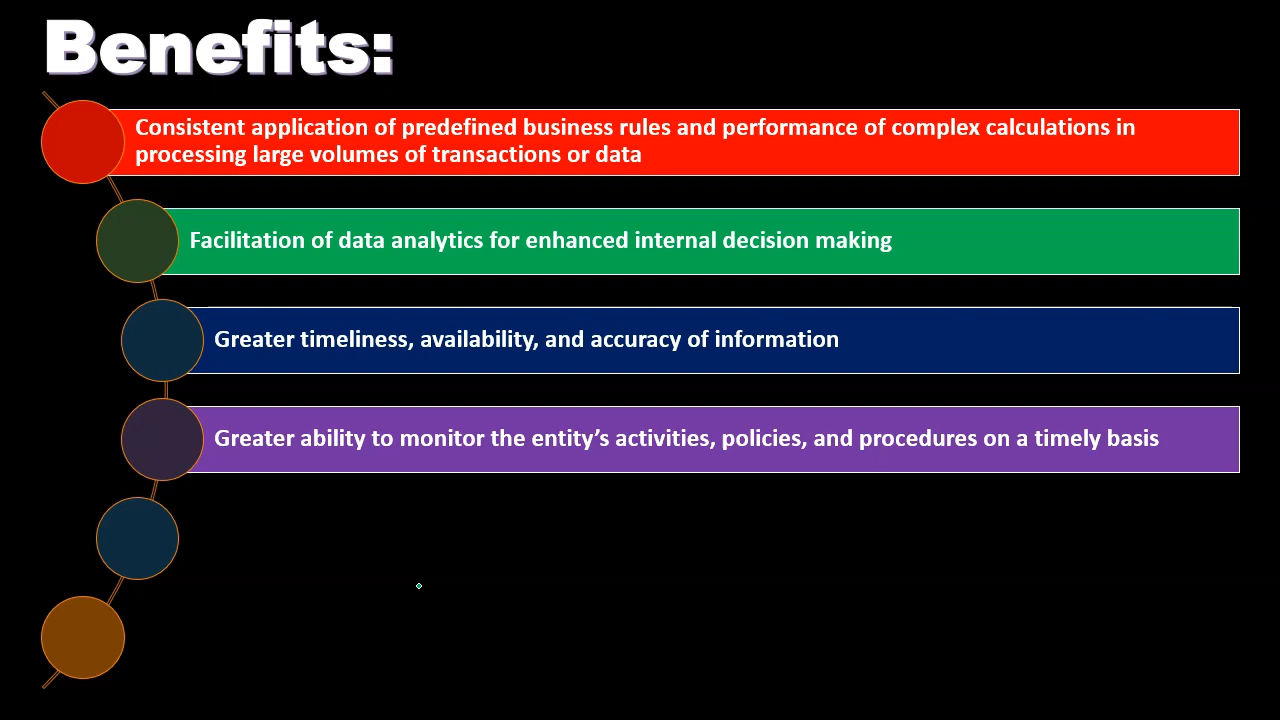 Benefits:
Consistent application of predefined business rules and performance of complex calculations in
processing large volumes of transactions or data
Facilitation of data analytics for enhanced internal decision making
Greater timeliness, availability, and accuracy of information
Greater ability to monitor the entity’s activities, policies, and procedures on a timely basis